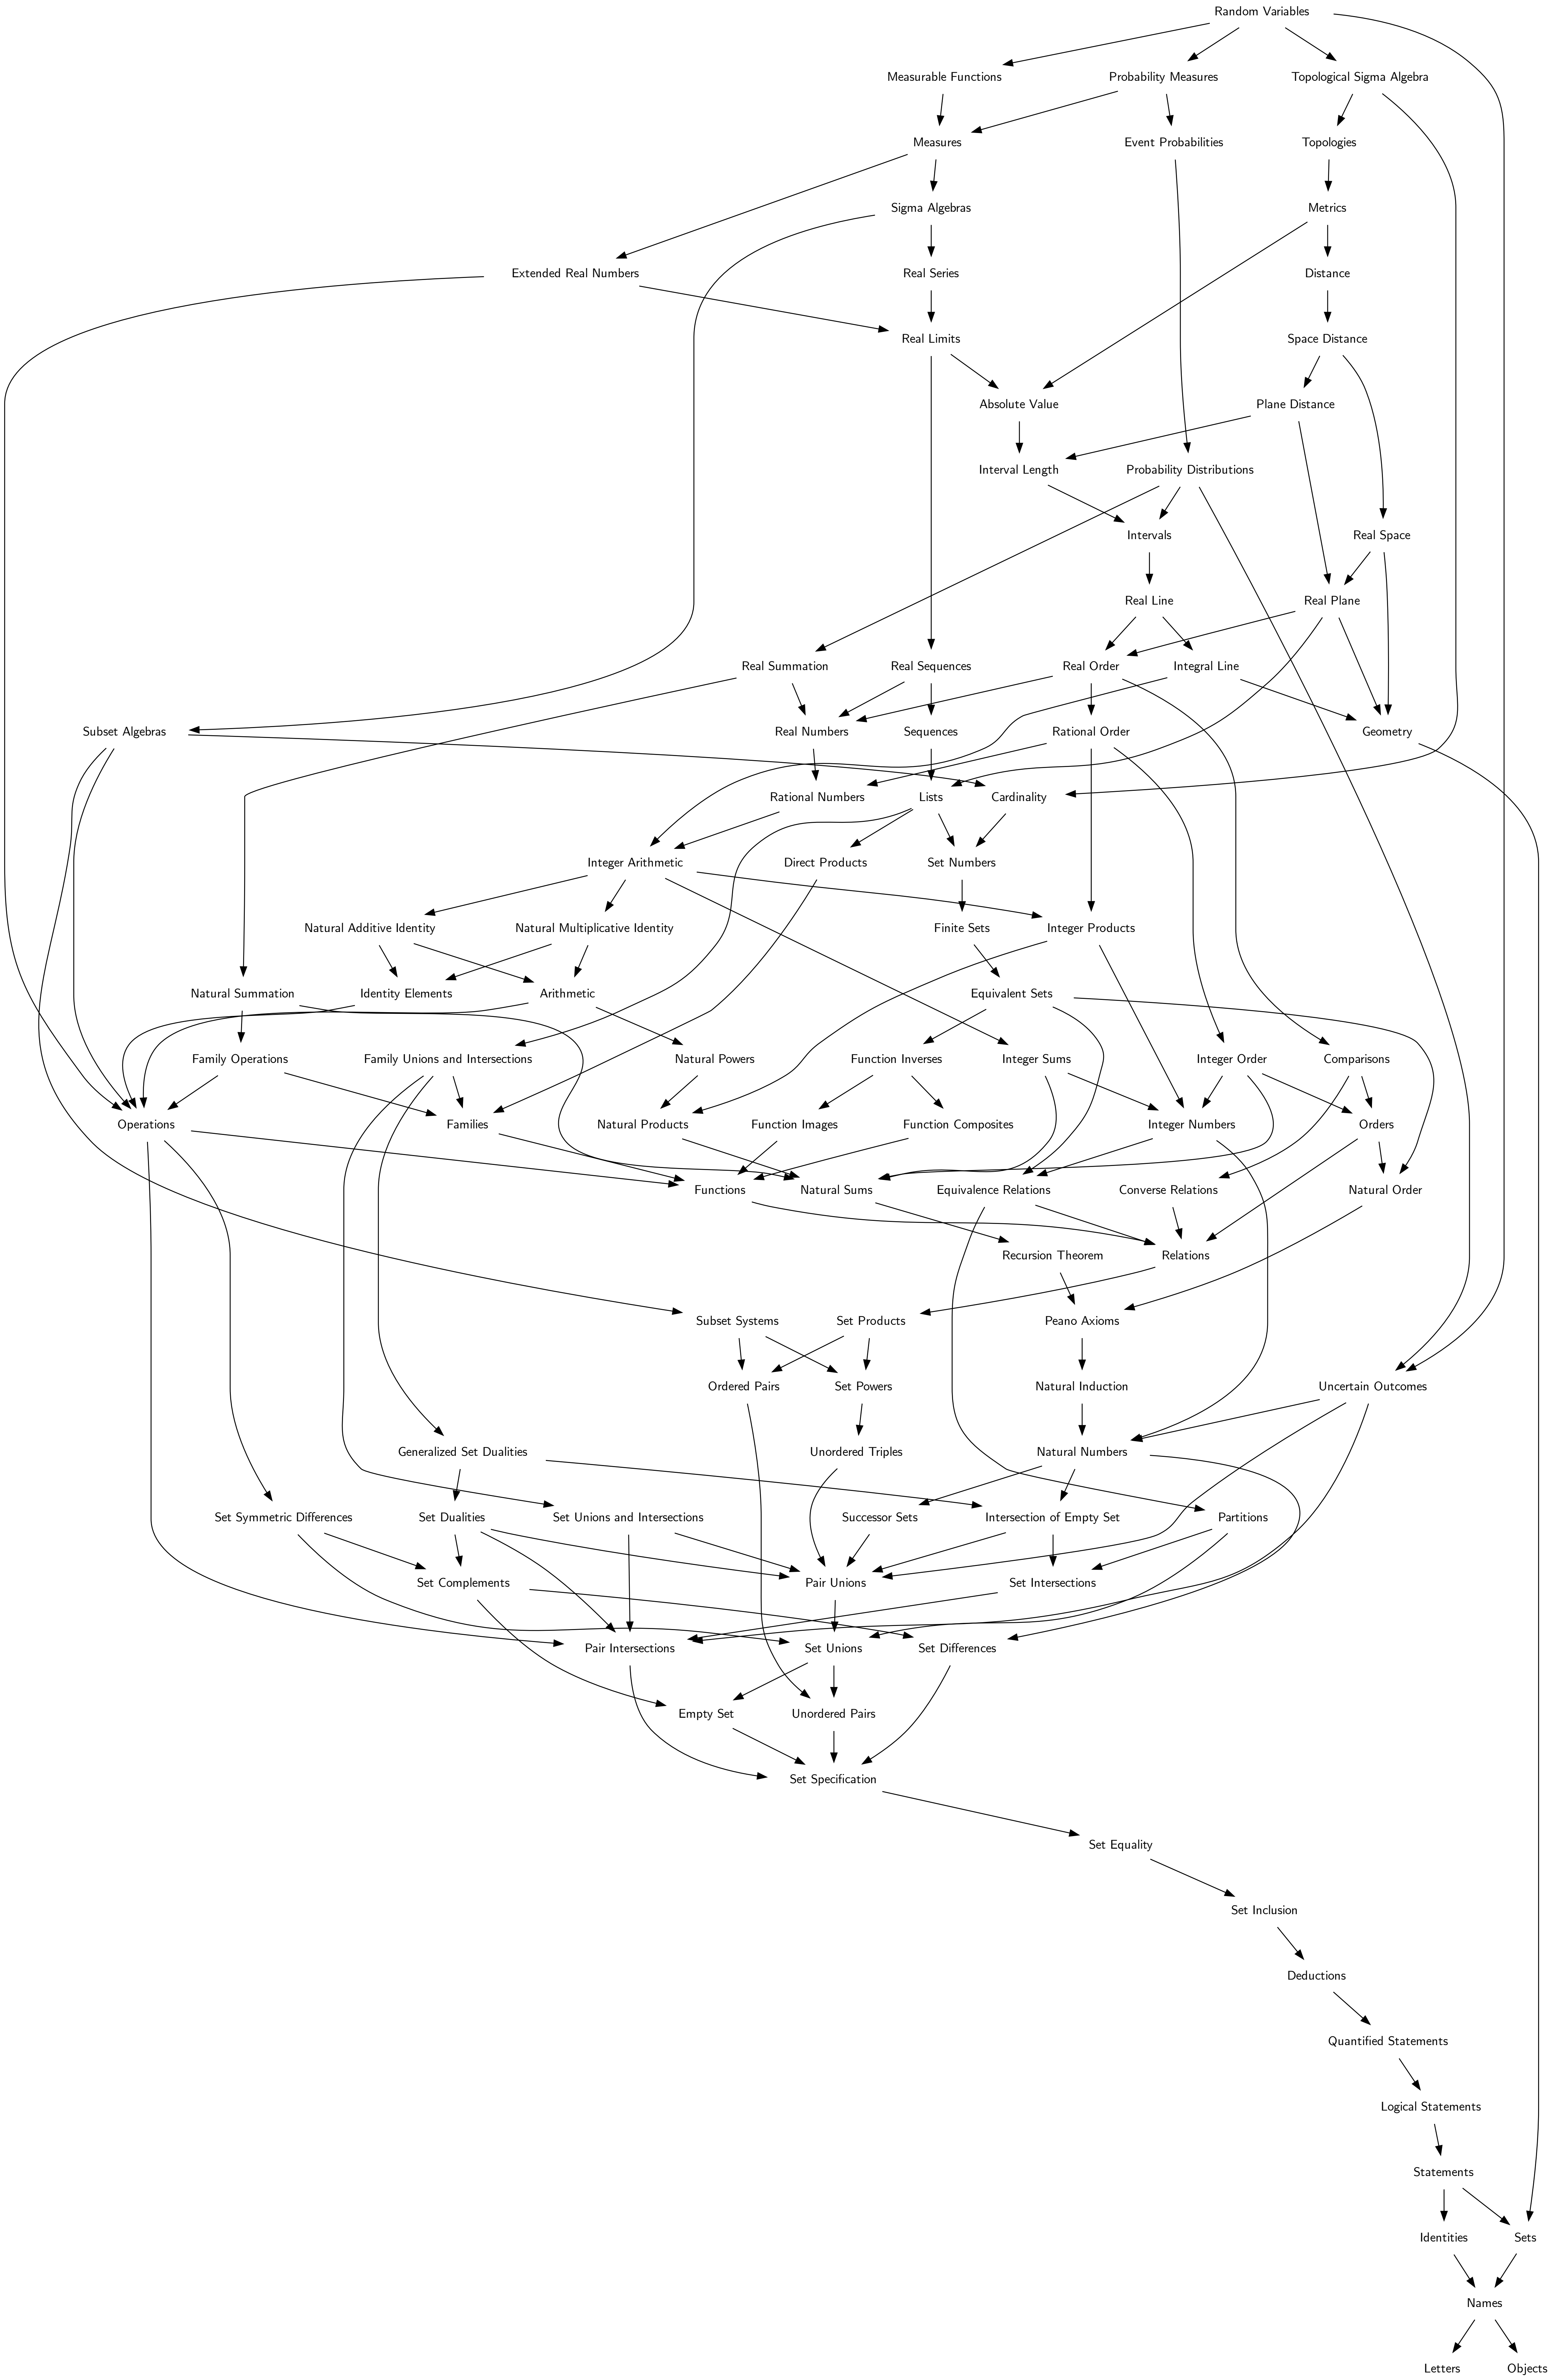 Random Variables
Measurable Functions
Probability Measures
Topological Sigma Algebra
Measures
Event Probabilities
Topologies
Sigma Algebras
Metrics
Extended Real Numbers
Real Series
Distance
Real Limits
Space Distance
Absolute Value
Plane Distance
Interval Length
Probability Distributions
Intervals
Real Space
Real Line
Real Plane
Real Summation
Real Sequences
Real Order
Integral Line
Subset Algebras
Real Numbers
Sequences
Rational Order
Geometry
Rational Numbers
Lists
Cardinality
Integer Arithmetic
Direct Products
Set Numbers
Natural Additive Identity
Natural Multiplicative Identity
Finite Sets
Integer Products
Natural Summation
Identity Elements
Arithmetic
Equivalent Sets
Family Operations
Family Unions and Intersections
Natural Powers
Function Inverses
Integer Sums
Integer Order
Comparisons
Operations
Families
Natural Products
Function Images
Function Composites
Integer Numbers
Orders
Functions
Natural Sums
Equivalence Relations
Converse Relations
Natural Order
Recursion Theorem
Relations
Subset Systems
Set Products
Peano Axioms
Ordered Pairs
Set Powers
Natural Induction
Uncertain Outcomes
Generalized Set Dualities
Unordered Triples
Natural Numbers
Set Symmetric Differences
Set Dualities
Set Unions and Intersections
Successor Sets
Intersection of Empty Set
Partitions
Set Complements
Pair Unions
Set Intersections
Pair Intersections
Set Unions
Set Differences
Empty Set
Unordered Pairs
Set Specification
Set Equality
Set Inclusion
Deductions
Quantified Statements
Logical Statements
Statements
Identities
Sets
Names
Letters
Objects